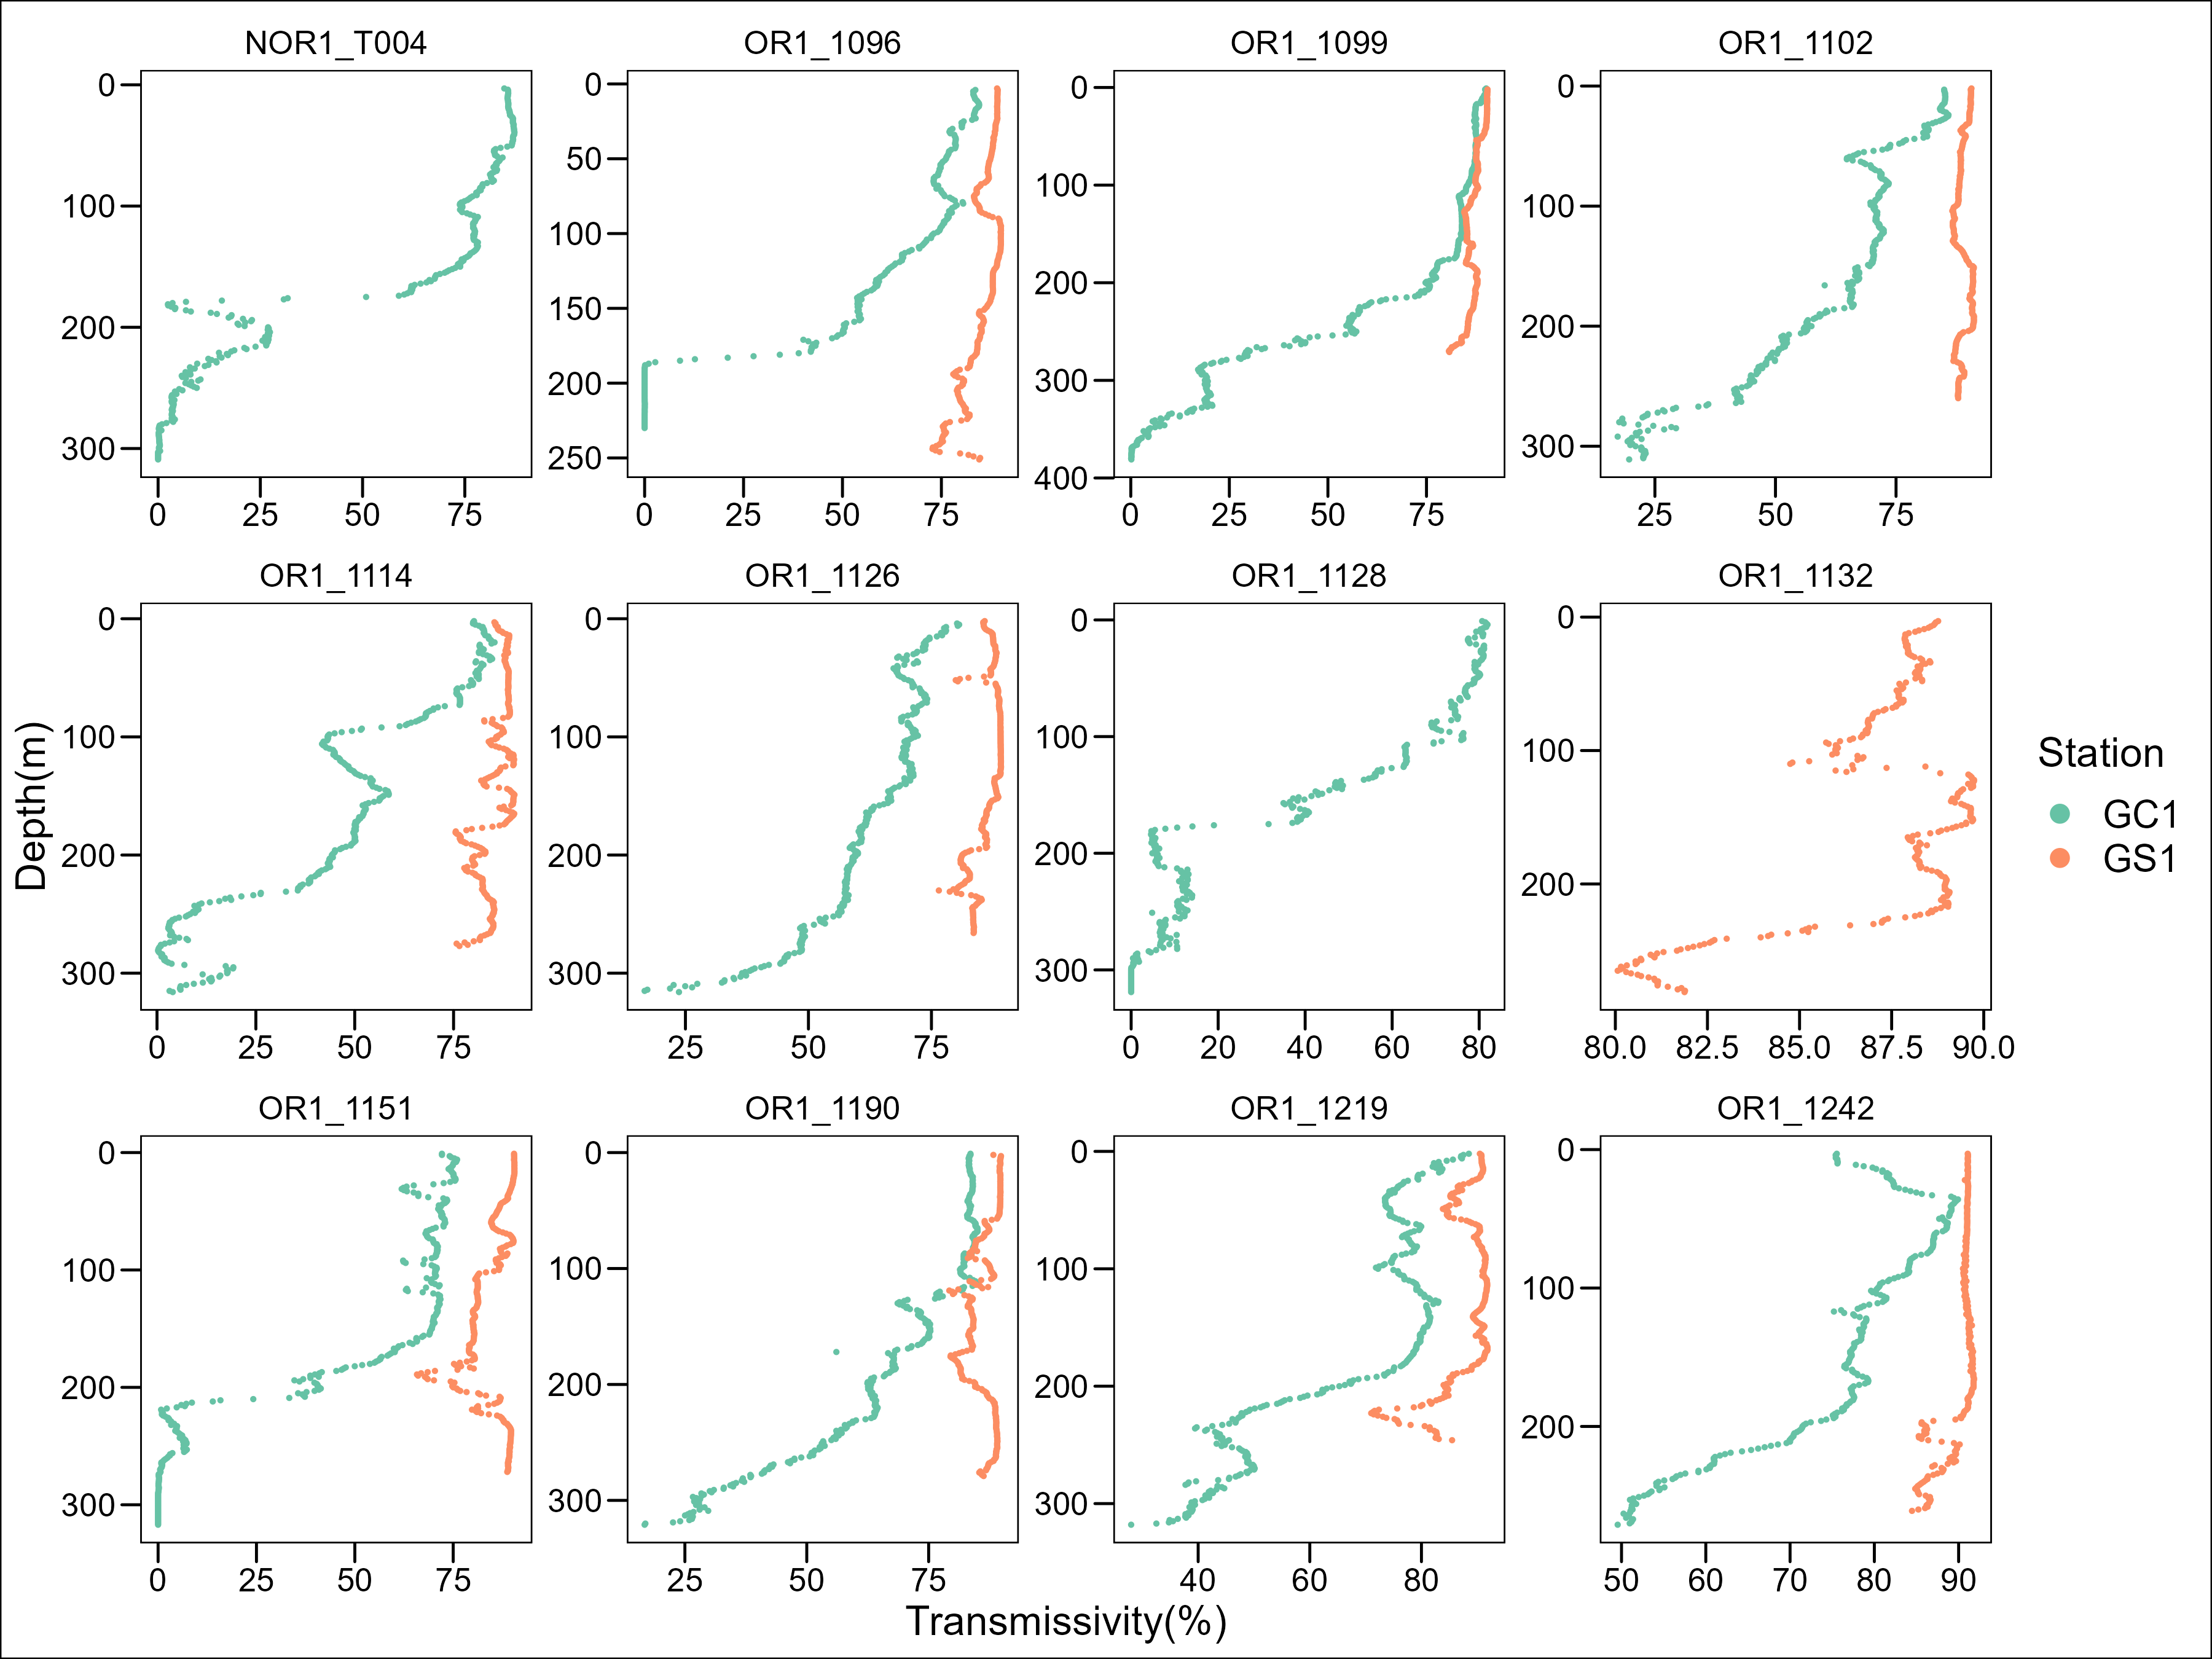 NOR1_T004 OR1_1096 OR1_1099 OR1_1102
0 100 200 300
0 50 100 150 200 250
0 100 200 300 400
0 100 200 300
0 25 50 75
0 25 50 75
0 25 50 75
25 50 75
OR1_1114 OR1_1126 OR1_1128 OR1_1132
0 100 200 300
0 100 200 300
0 100 200 300
0 100 200
0 25 50 75
25 50 75
0 20 40 60 80
80.0 82.5 85.0 87.5 90.0
OR1_1151 OR1_1190 OR1_1219 OR1_1242
0 100 200 300
0 100 200 300
0 100 200 300
0 100 200
0 25 50 75
25 50 75
40 60 80
50 60 70 80 90
Depth(m)
Transmissivity(%)
Station
GC1
GS1